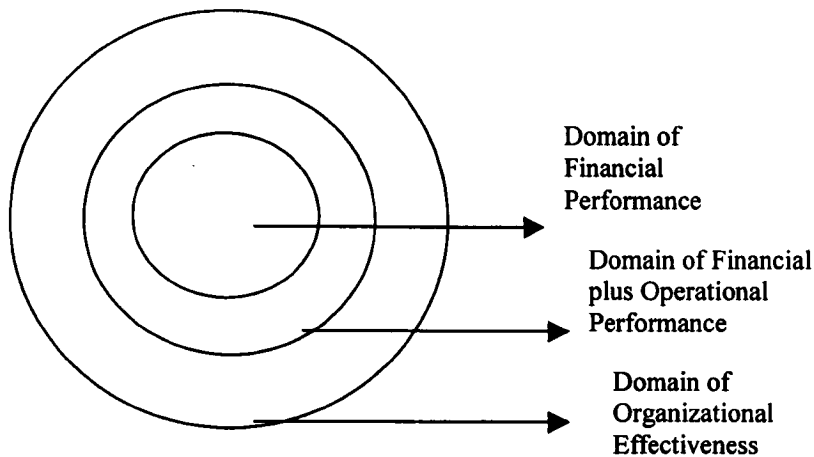 Domain of
Financial
Performance
Domain of Financial
plus Operational
Performance
Domain of
Organizational
Effectiveness